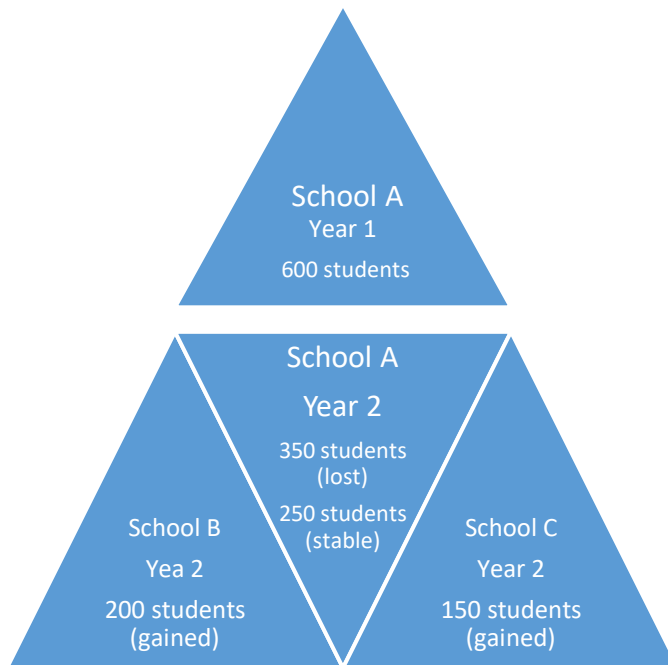 School A
Year 1
600 students
School A
Year 2
350 students
(lost)
250 students
(stable)
School B
Yea 2
200 students
(gained)
School C
Year 2
150 students
(gained)